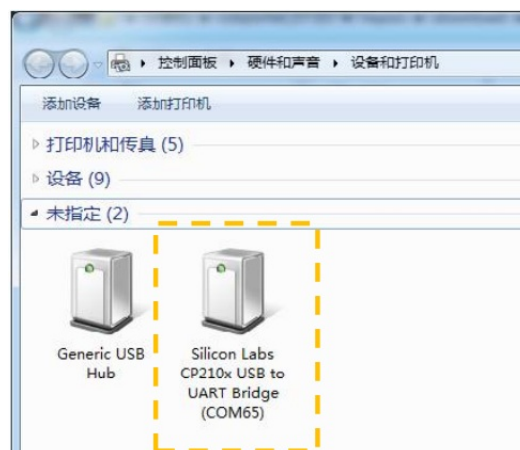 控制面板 硬件和声音 设备和打印机
添加设备 添加打印机
打印机和传真 (5)
设备 (9)
未指定 (2)
Generic USB
Hub
Silicon Labs
CP210x USB to
UART Bridge
(COM65)